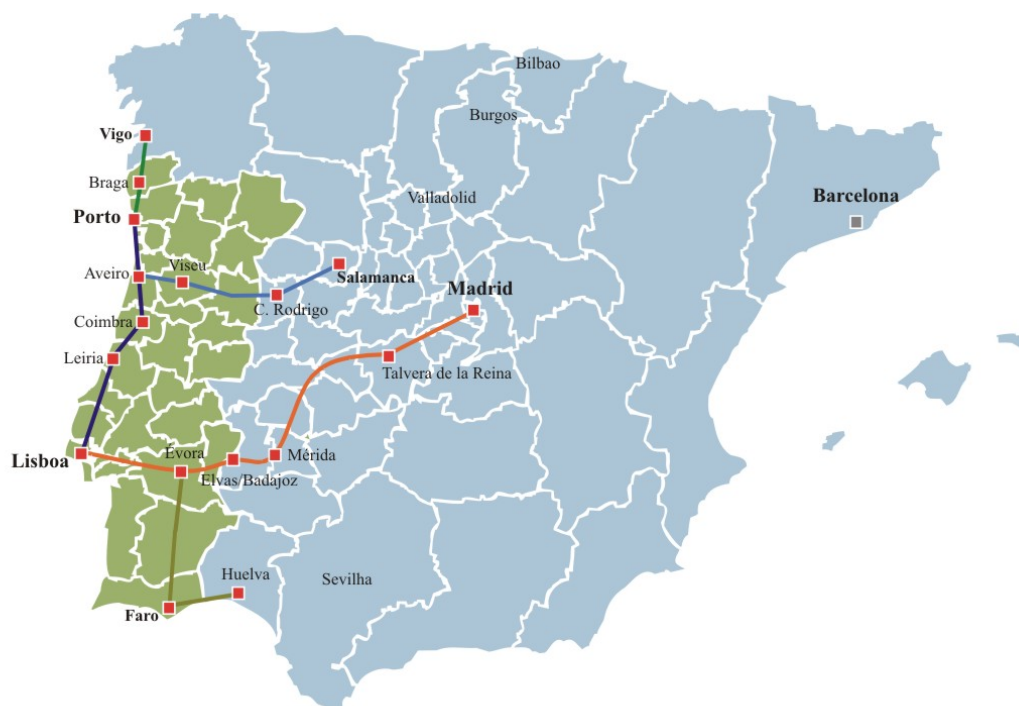 Bilbao
Burgos
Vigo
Braga
Valladolid
Barcelona
Porto
Viseu
Aveiro
Salamanca
Madrid
C. Rodrigo
Coimbra
Leiria
Talvera de la Reina
Évora
Lisboa
Mérida
Elvas/Badajoz
Huelva
Sevilha
Faro